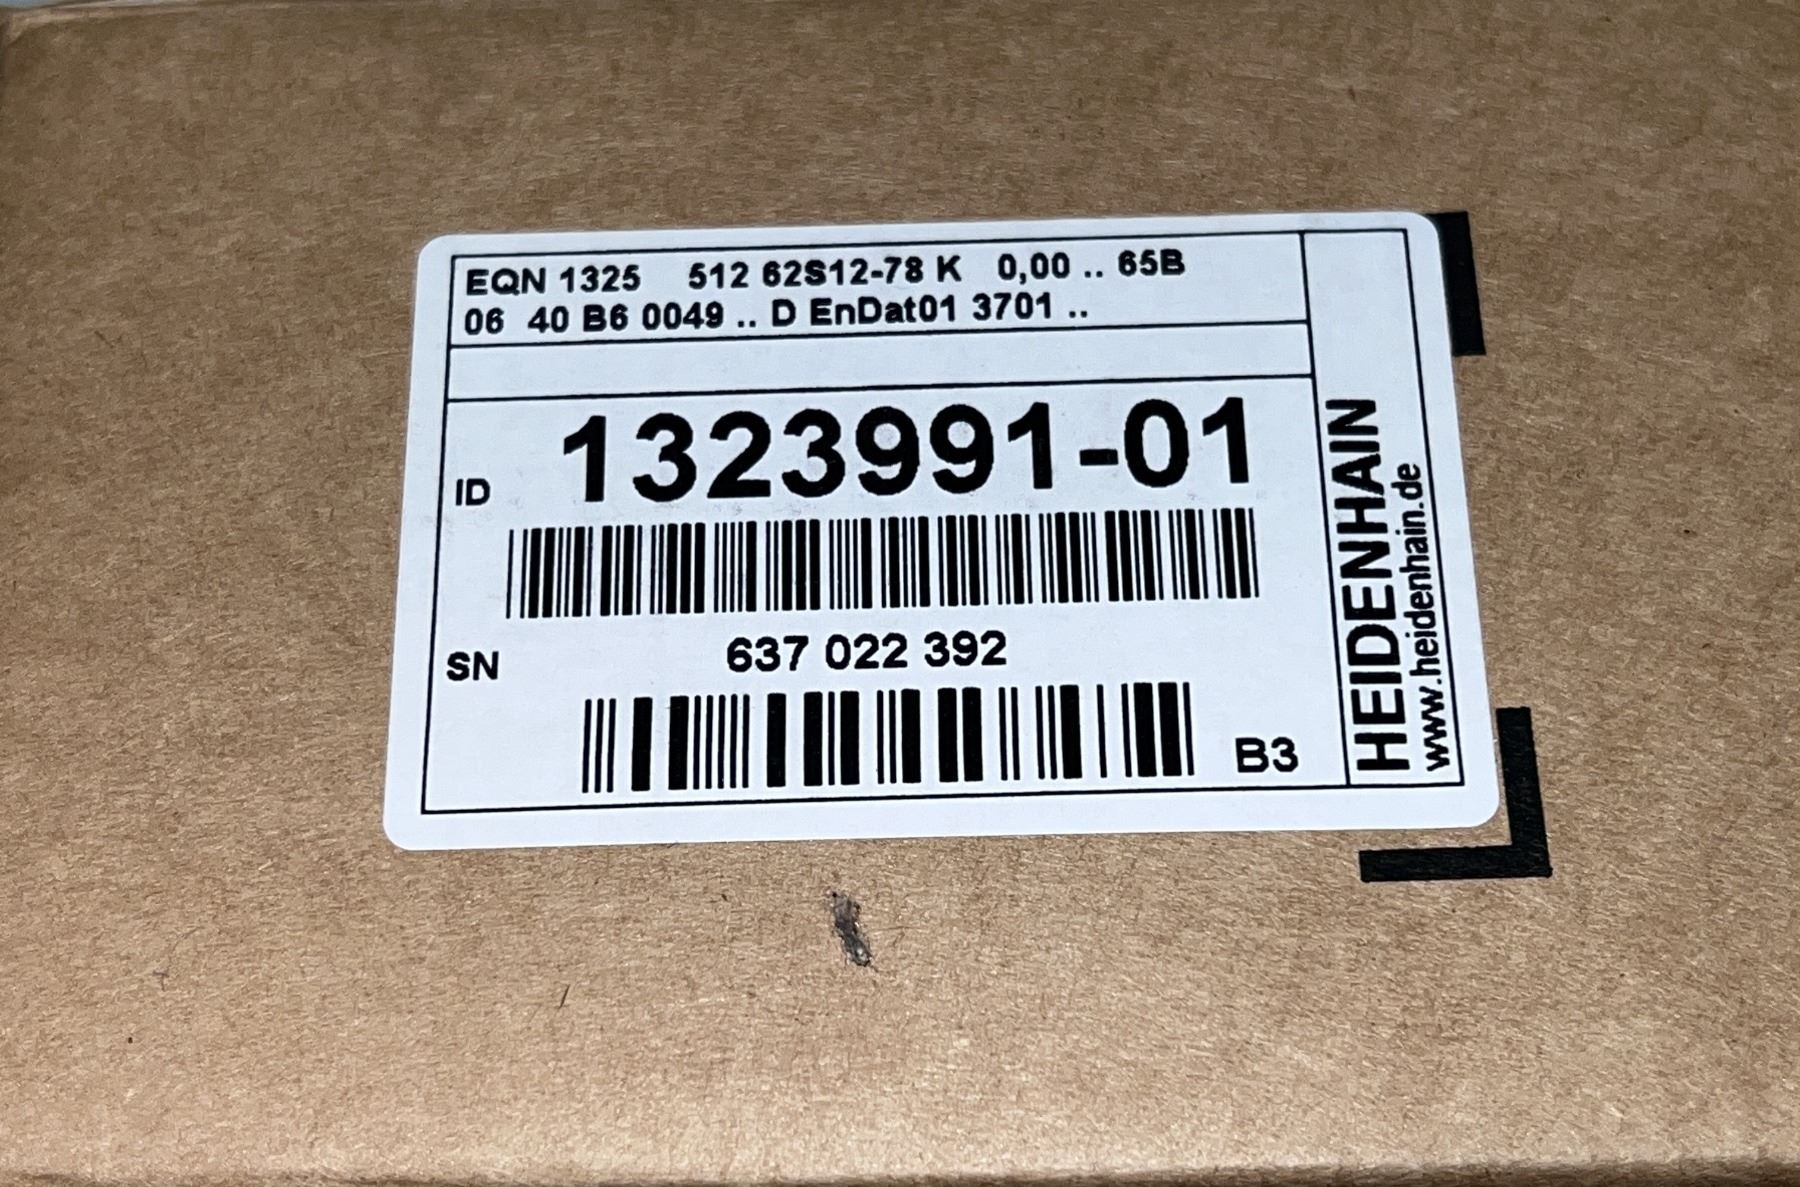 EQN 1325 512 62S12-78 K 0,00 .. 65B
06 40 B6 0049 .. D EnDat01 3701 ..
ID 1323991-01
SN 637 022 392
B3
HEIDENHAIN
www.heidenhain.de